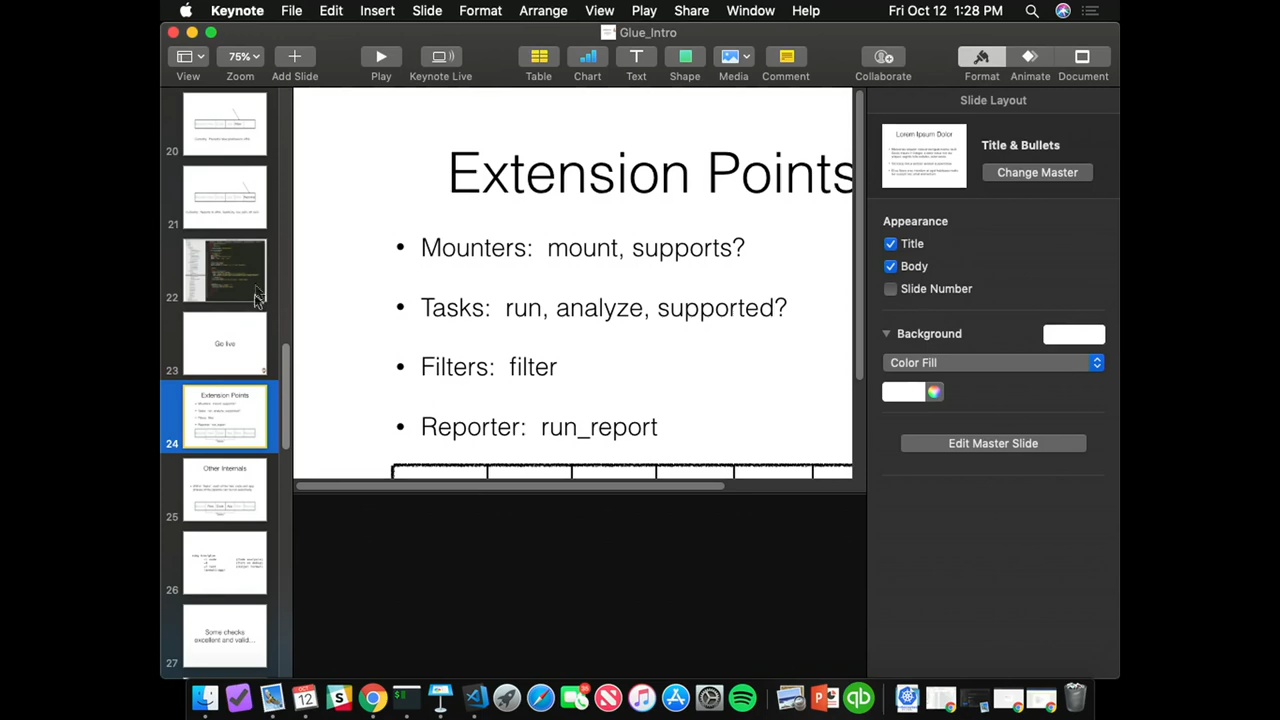 Keynote File Edit Insert Slide Format Arrange View Play Share Window Help Fri Oct 12 1:28 PM
Glue_Intro
75%
View Zoom Add Slide Play Keynote Live Table Chart Text Shape Media Comment Collaborate Format Animate Document
Slide Layout
Lorem Ipsum Dolor
Title & Bullets
Change Master
Appearance
Title
Body
Slide Number
Background
Color Fill
Edit Master Slide
20
21
22
Go live
23
Extension Points
24
Other Internals
25
26
Some checks
excellent and valid...
27
Extension Points
• Mounters: mount, supports?
• Tasks: run, analyze, supported?
• Filters: filter
• Reporter: run_report
OCT
12